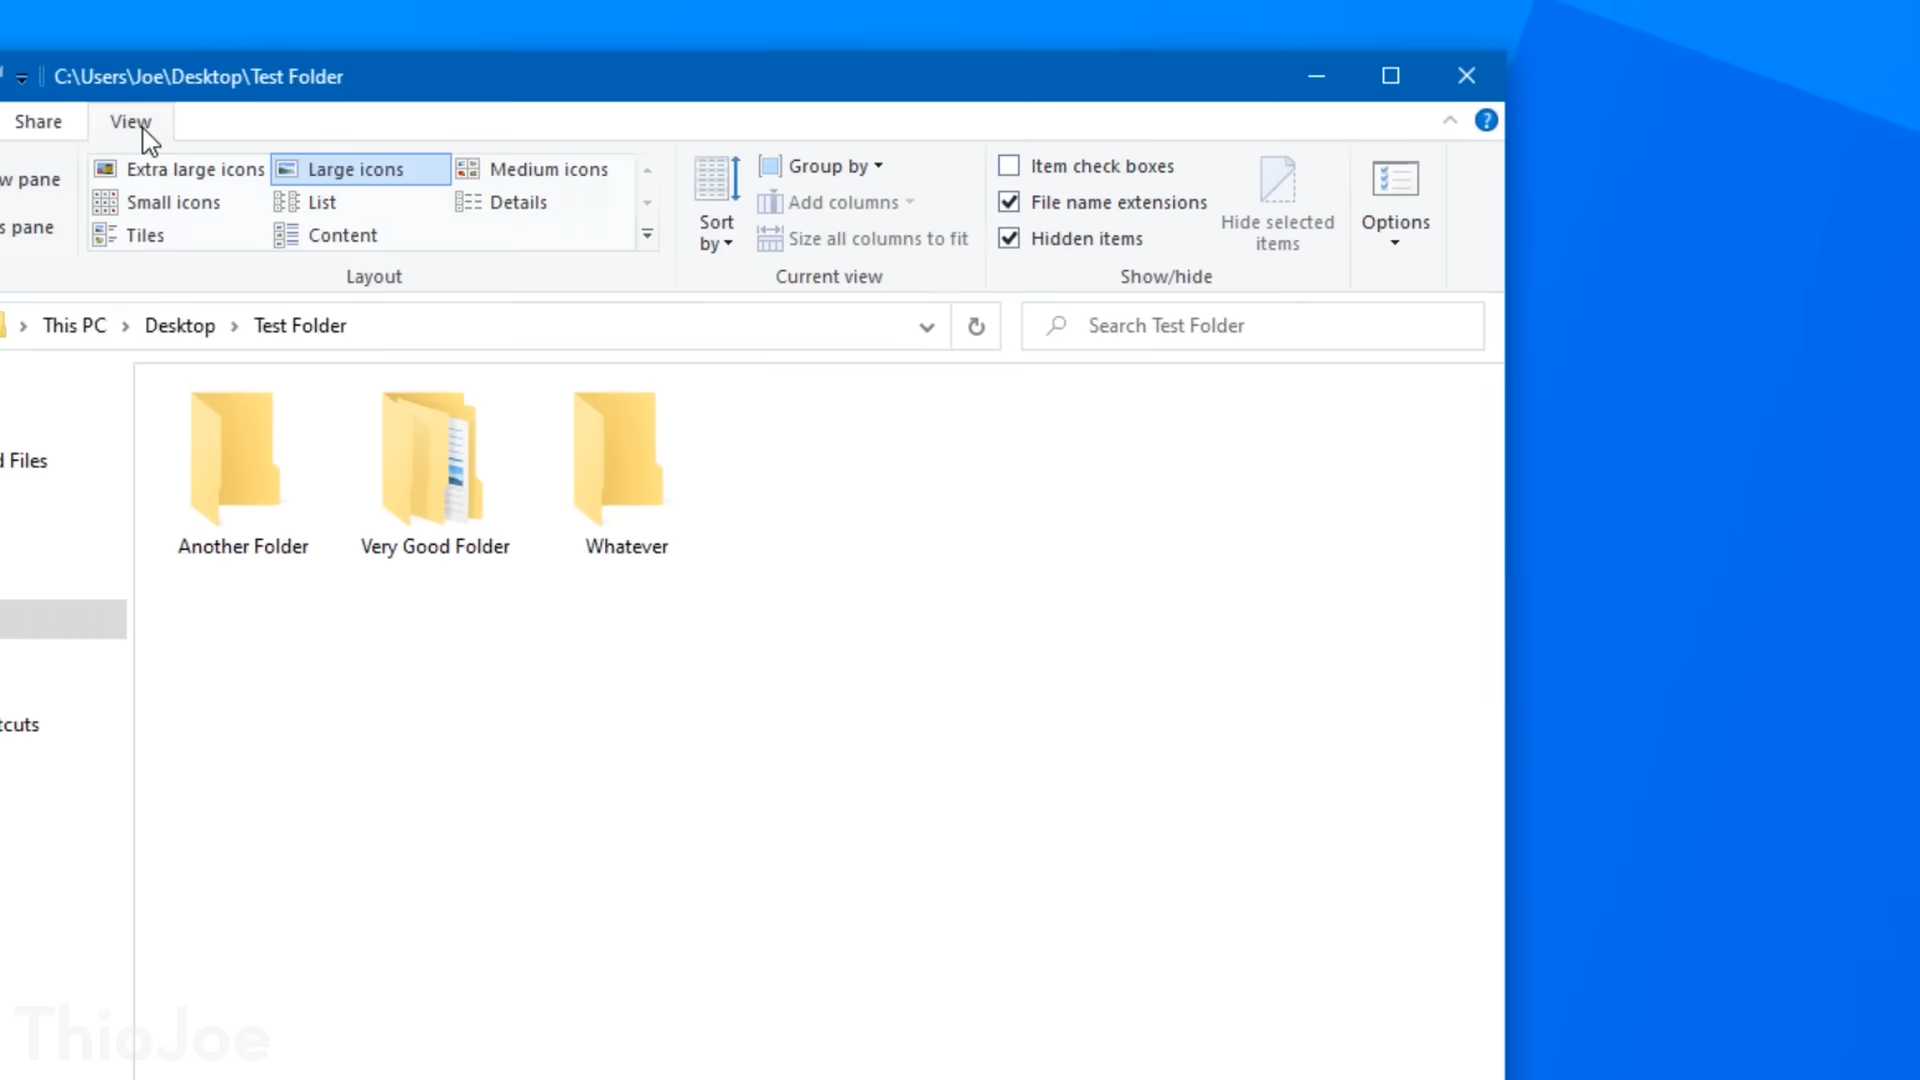 C:\Users\Joe\Desktop\Test Folder
Share View
w pane
s pane
Extra large icons Large icons Medium icons
Small icons List Details
Tiles Content
Layout
Sort by
Group by
Add columns
Size all columns to fit
Current view
Item check boxes
File name extensions
Hidden items
Hide selected items
Show/hide
Options
This PC > Desktop > Test Folder
Search Test Folder
d Files
tcuts
Another Folder Very Good Folder Whatever
ThioJoe